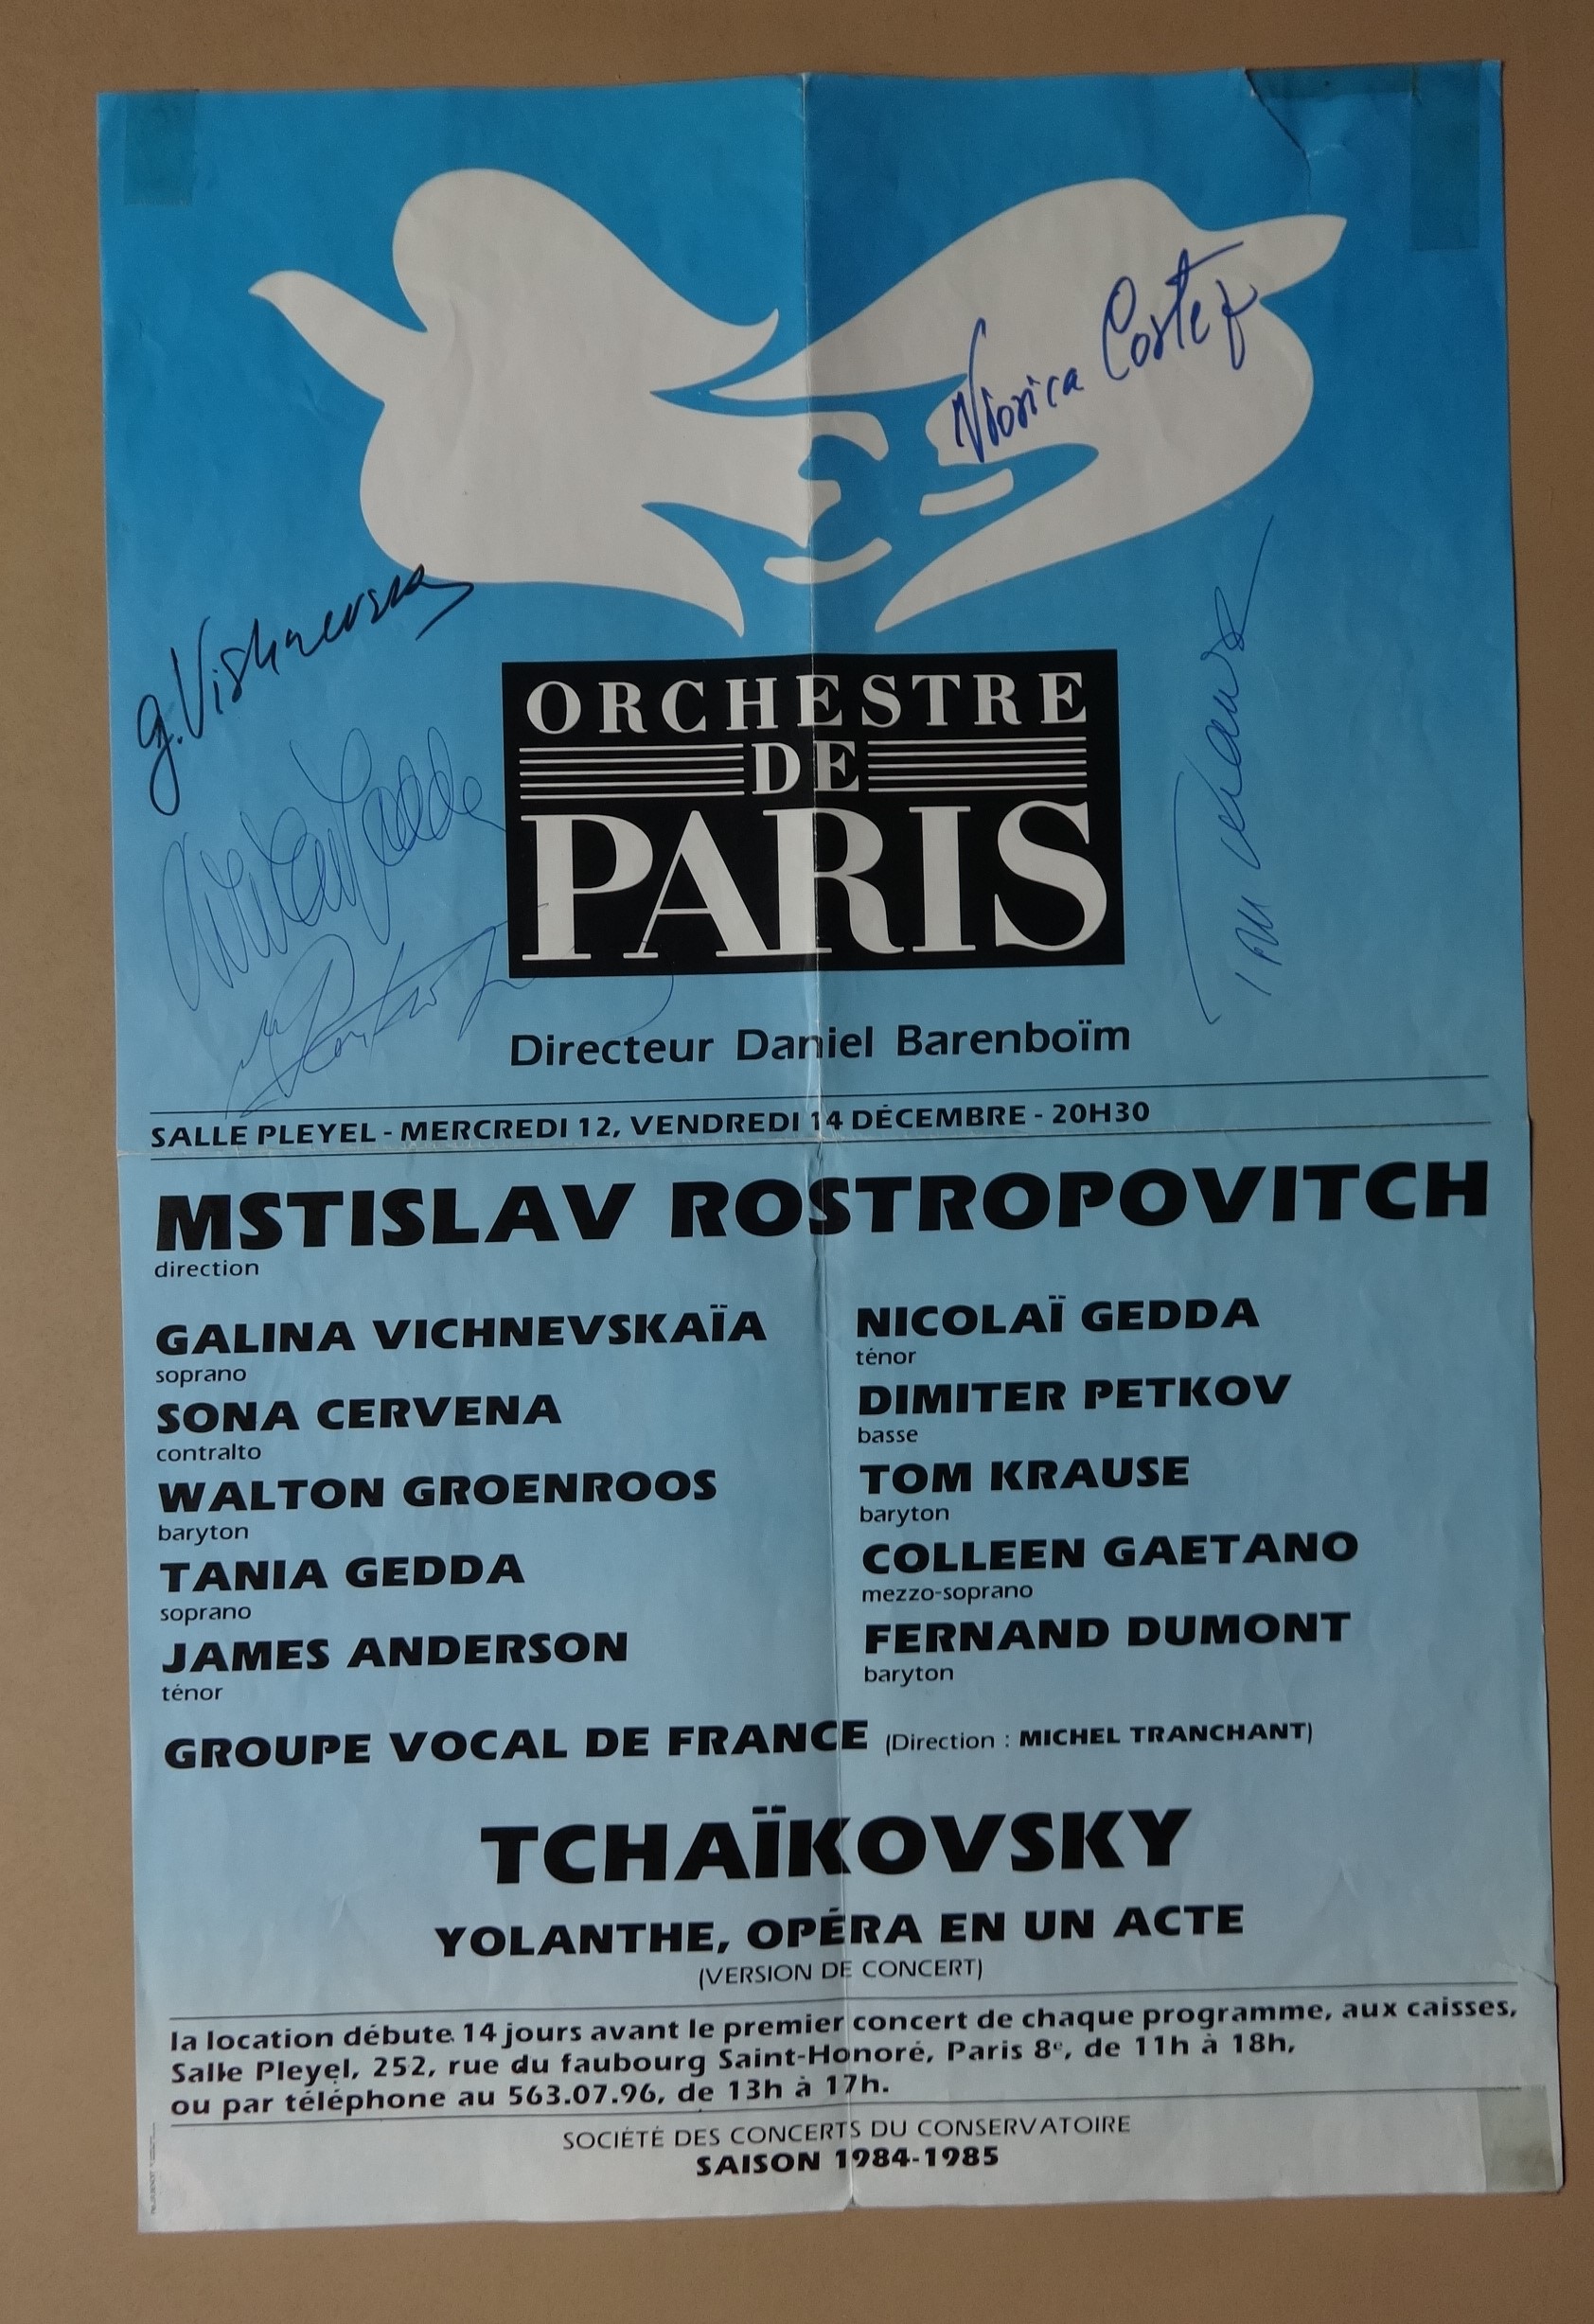 Viorica Cortez
G. Vishnevskaya
Nicolai Gedda
Tom Krause
ORCHESTRE
DE
PARIS
Directeur Daniel Barenboïm
SALLE PLEYEL - MERCREDI 12, VENDREDI 14 DÉCEMBRE - 20H30
MSTISLAV ROSTROPOVITCH
direction
GALINA VICHNEVSKAÏA
soprano
SONA CERVENA
contralto
WALTON GROENROOS
baryton
TANIA GEDDA
soprano
JAMES ANDERSON
ténor
NICOLAÏ GEDDA
ténor
DIMITER PETKOV
basse
TOM KRAUSE
baryton
COLLEEN GAETANO
mezzo-soprano
FERNAND DUMONT
baryton
GROUPE VOCAL DE FRANCE (Direction : MICHEL TRANCHANT)
TCHAÏKOVSKY
YOLANTHE, OPÉRA EN UN ACTE
(VERSION DE CONCERT)
la location débute 14 jours avant le premier concert de chaque programme, aux caisses,
Salle Pleyel, 252, rue du faubourg Saint-Honoré, Paris 8e, de 11h à 18h,
ou par téléphone au 563.07.96, de 13h à 17h.
SOCIÉTÉ DES CONCERTS DU CONSERVATOIRE
SAISON 1984-1985